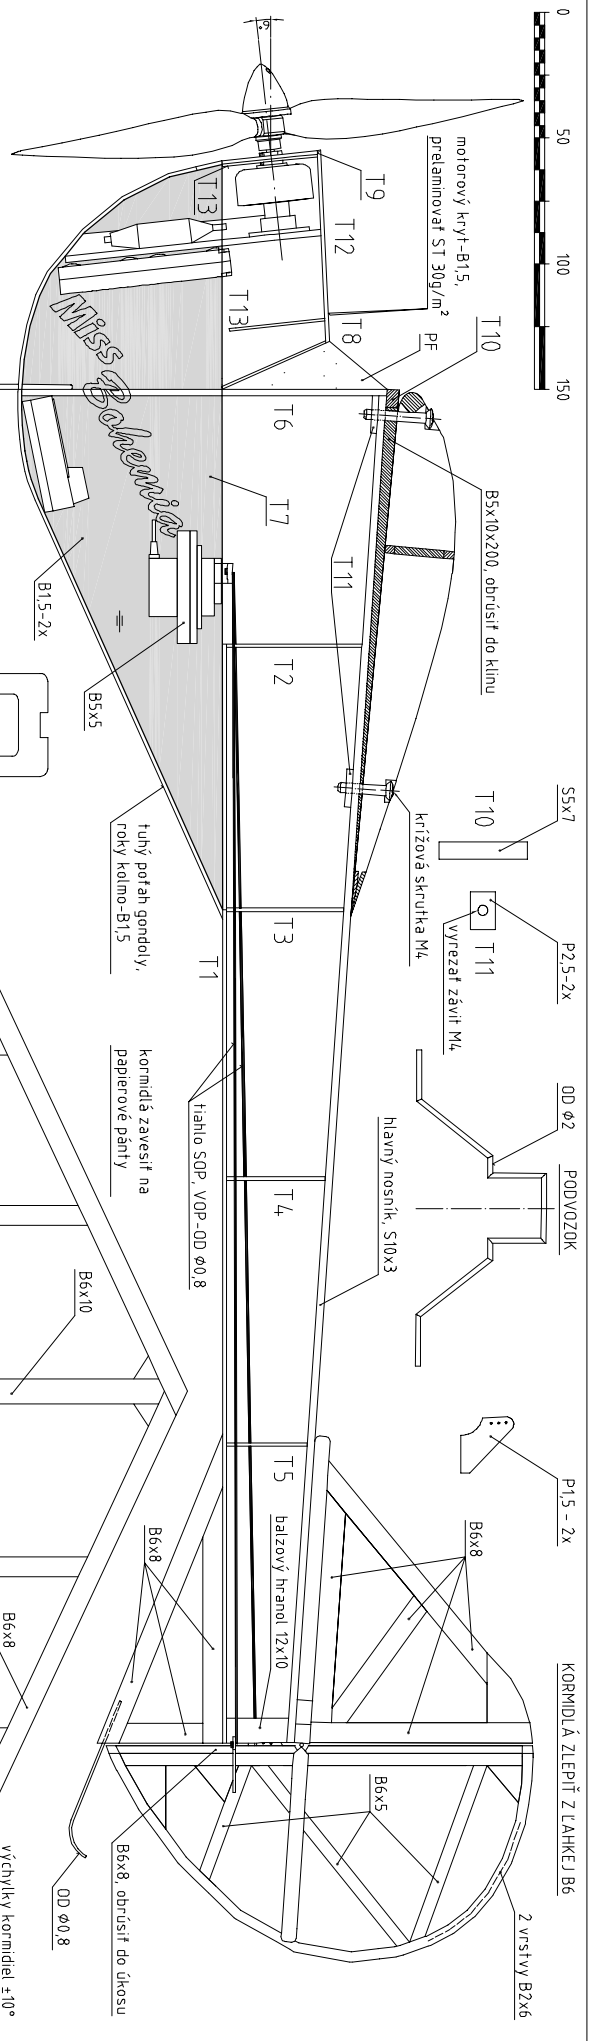 0
50
100
150
6°
motorový kryt-B1,5,
prelaminovať ST 30g/m²
T9
T12
T13
T13
T8
PF
T10
T6
T7
Miss Bohemia
B5x10x200, obrúsiť do klinu
T11
B1,5-2x
B5x5
T2
S5x7
T10
P2,5-2x
T11
vyrezať závit M4
krížová skrutka M4
tuhý poťah gondoly,
roky kolmo-B1,5
T3
T1
kormidlá zavesiť na
papierové pánty
OD Ø2
PODVOZOK
hlavný nosník, S10x3
T4
tiahlo SOP, VOP-OD Ø0,8
B6x10
P1,5 - 2x
T5
B6x8
balzový hranol 12x10
B6x8
B6x8
KORMIDLÁ ZLEPIŤ Z ĽAHKEJ B6
B6x5
2 vrstvy B2x6
B6x8, obrúsiť do úkosu
OD Ø0,8
výchylky kormidiel ±10°